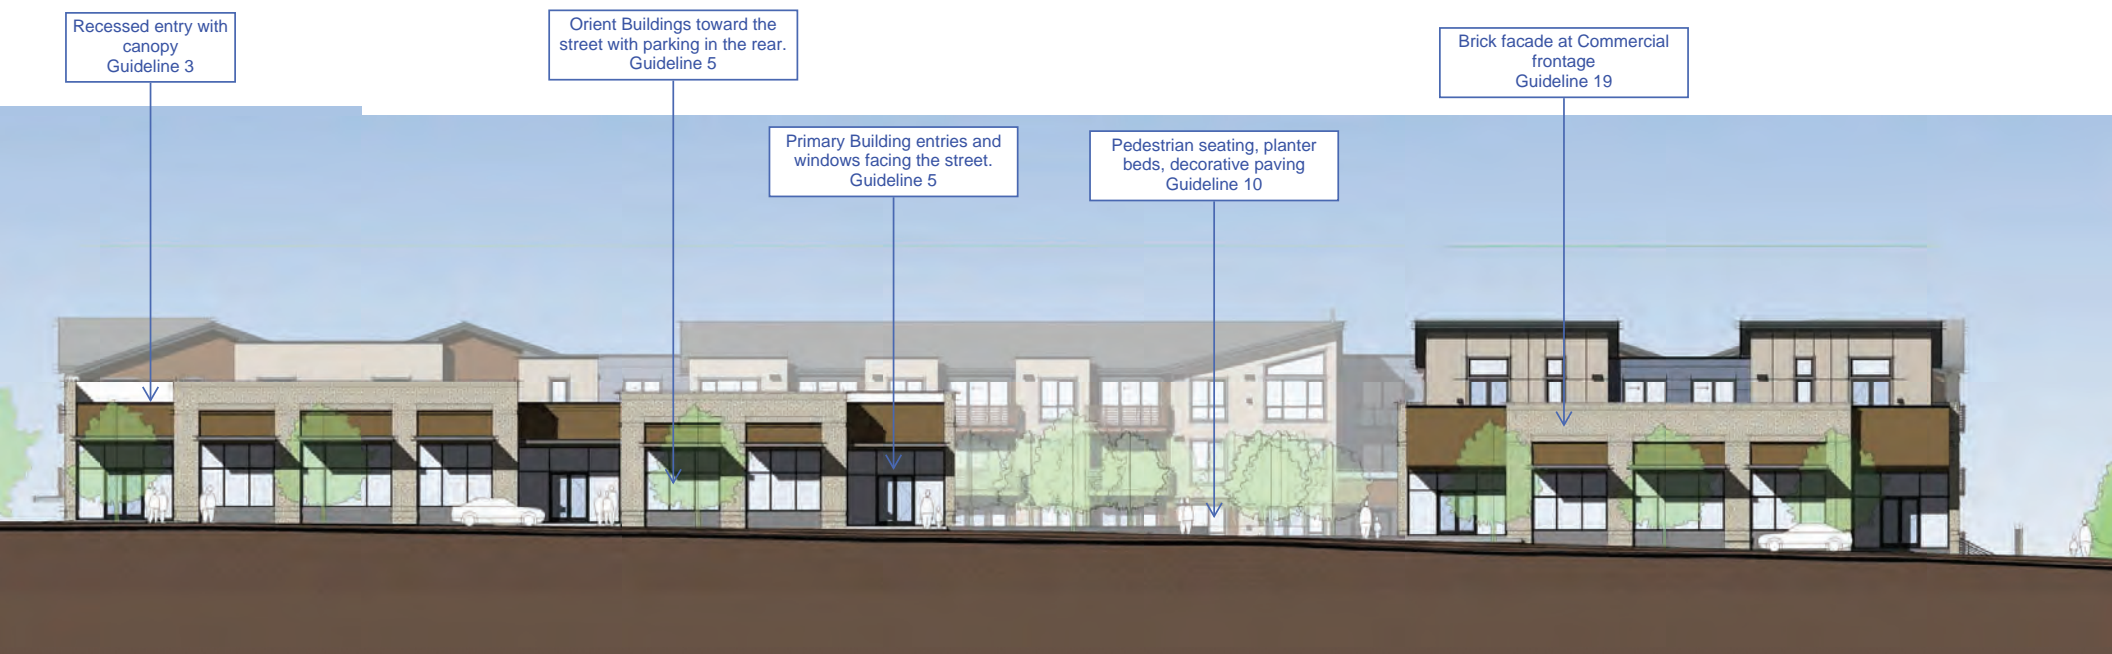 Recessed entry with
canopy
Guideline 3
Orient Buildings toward the
street with parking in the rear.
Guideline 5
Primary Building entries and
windows facing the street.
Guideline 5
Pedestrian seating, planter
beds, decorative paving
Guideline 10
Brick facade at Commercial
frontage
Guideline 19